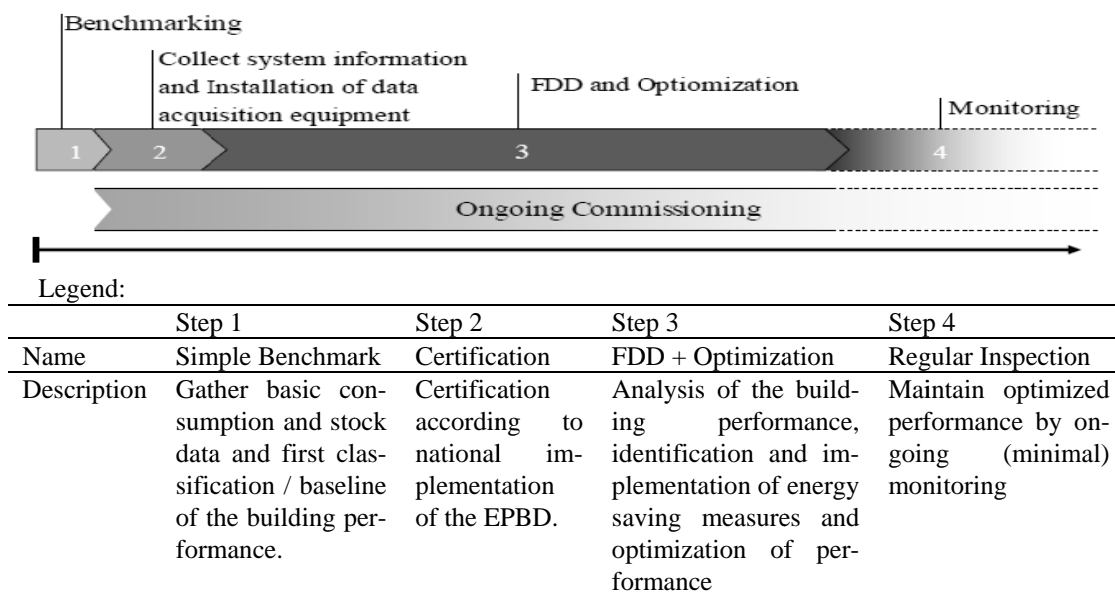 Benchmarking
Collect system information
and Installation of data
acquisition equipment
FDD and Optiomization
Monitoring
1 2 3 4
Ongoing Commissioning
Legend:
Step 1 Step 2 Step 3 Step 4
Name Simple Benchmark Certification FDD + Optimization Regular Inspection
Description Gather basic con- Certification Analysis of the build- Maintain optimized
sumption and stock according to ing performance, performance by on-
data and first clas- national im- identification and im- going (minimal)
sification / baseline plementation plementation of energy monitoring
of the building per- of the EPBD. saving measures and
formance. optimization of per-
formance